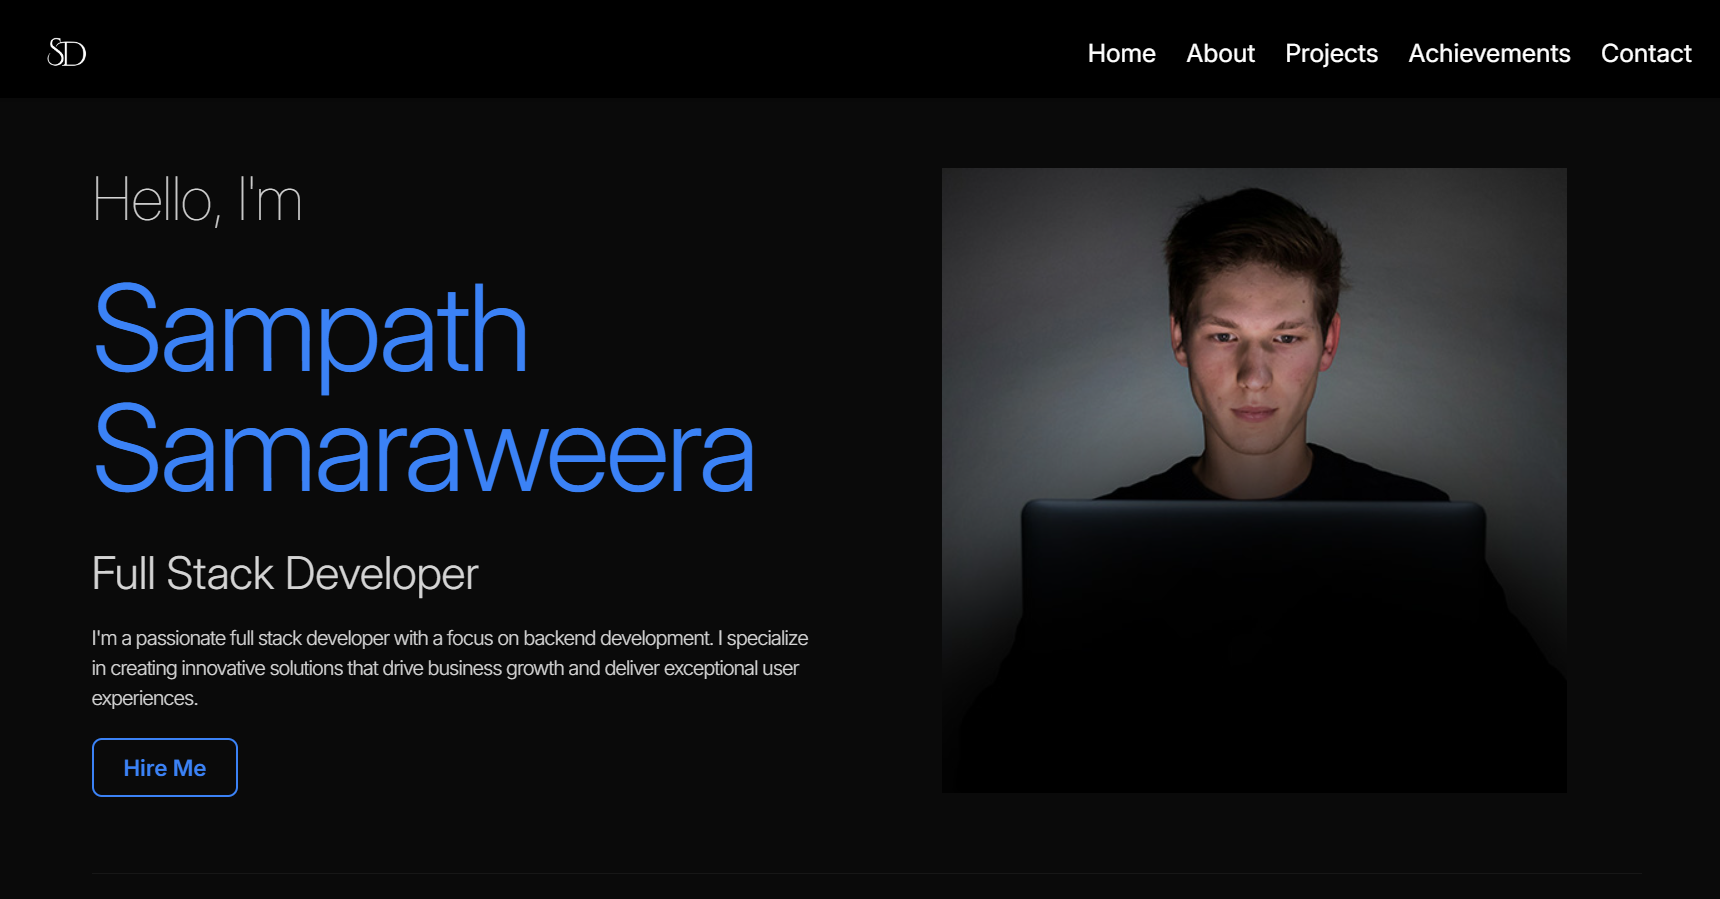 SD
Home About Projects Achievements Contact
Hello, I'm
Sampath
Samaraweera
Full Stack Developer
I'm a passionate full stack developer with a focus on backend development. I specialize
in creating innovative solutions that drive business growth and deliver exceptional user
experiences.
Hire Me